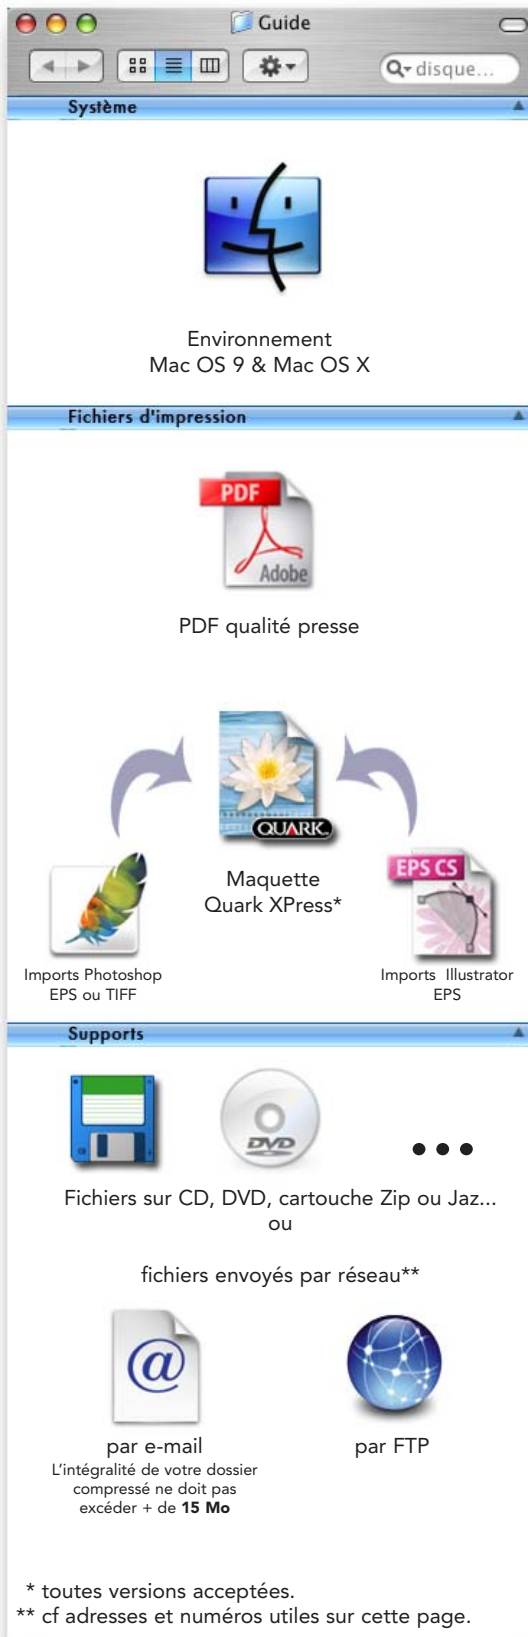 Guide
disque...
Système
Environnement
Mac OS 9 & Mac OS X
Fichiers d'impression
PDF
Adobe
PDF qualité presse
QUARK
EPS CS
Maquette
Quark XPress*
Imports Photoshop
EPS ou TIFF
Imports Illustrator
EPS
Supports
DVD
Fichiers sur CD, DVD, cartouche Zip ou Jaz...
ou
fichiers envoyés par réseau**
@
par e-mail
L'intégralité de votre dossier
compressé ne doit pas
excéder + de 15 Mo
par FTP
* toutes versions acceptées.
** cf adresses et numéros utiles sur cette page.